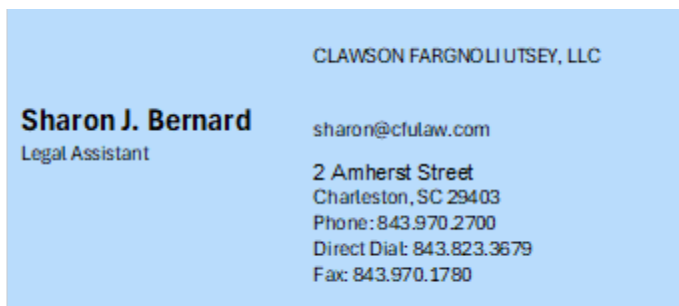 CLAWSON FARGNOLI UTSEY, LLC
Sharon J. Bernard
Legal Assistant
sharon@cfulaw.com
2 Amherst Street
Charleston, SC 29403
Phone: 843.970.2700
Direct Dial: 843.823.3679
Fax: 843.970.1780